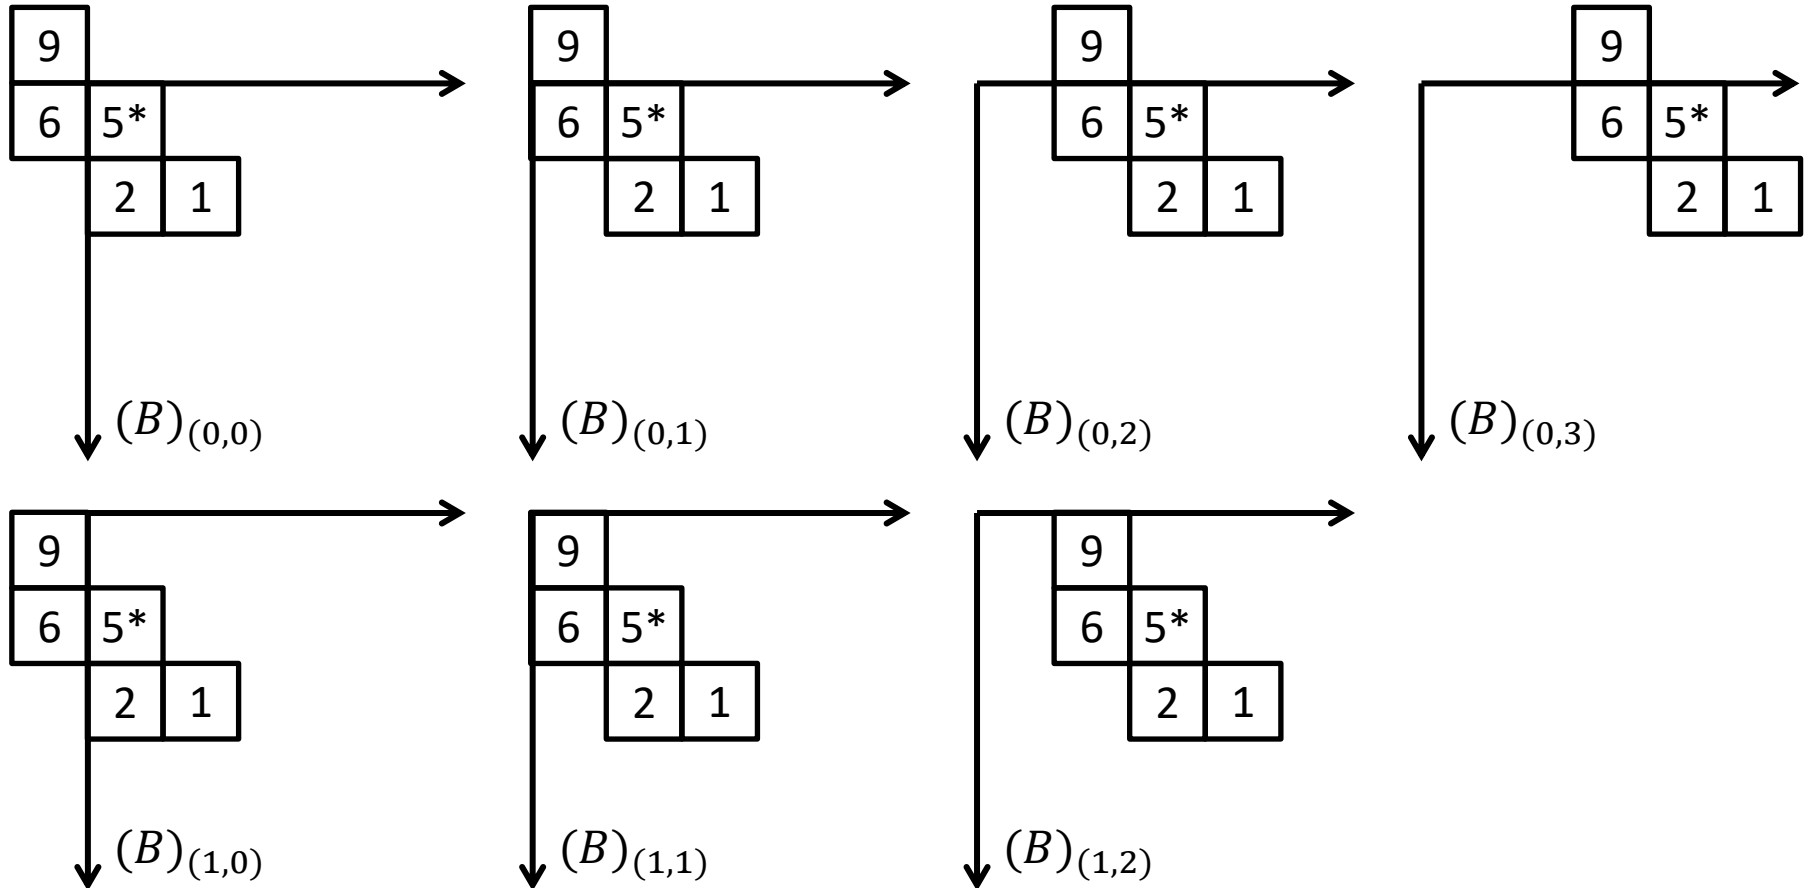 9 9 9 9
6 5* 6 5* 6 5* 6 5*
2 1 2 1 2 1 2 1
(B)(0,0) (B)(0,1) (B)(0,2) (B)(0,3)
9 9 9
6 5* 6 5* 6 5*
2 1 2 1 2 1
(B)(1,0) (B)(1,1) (B)(1,2)